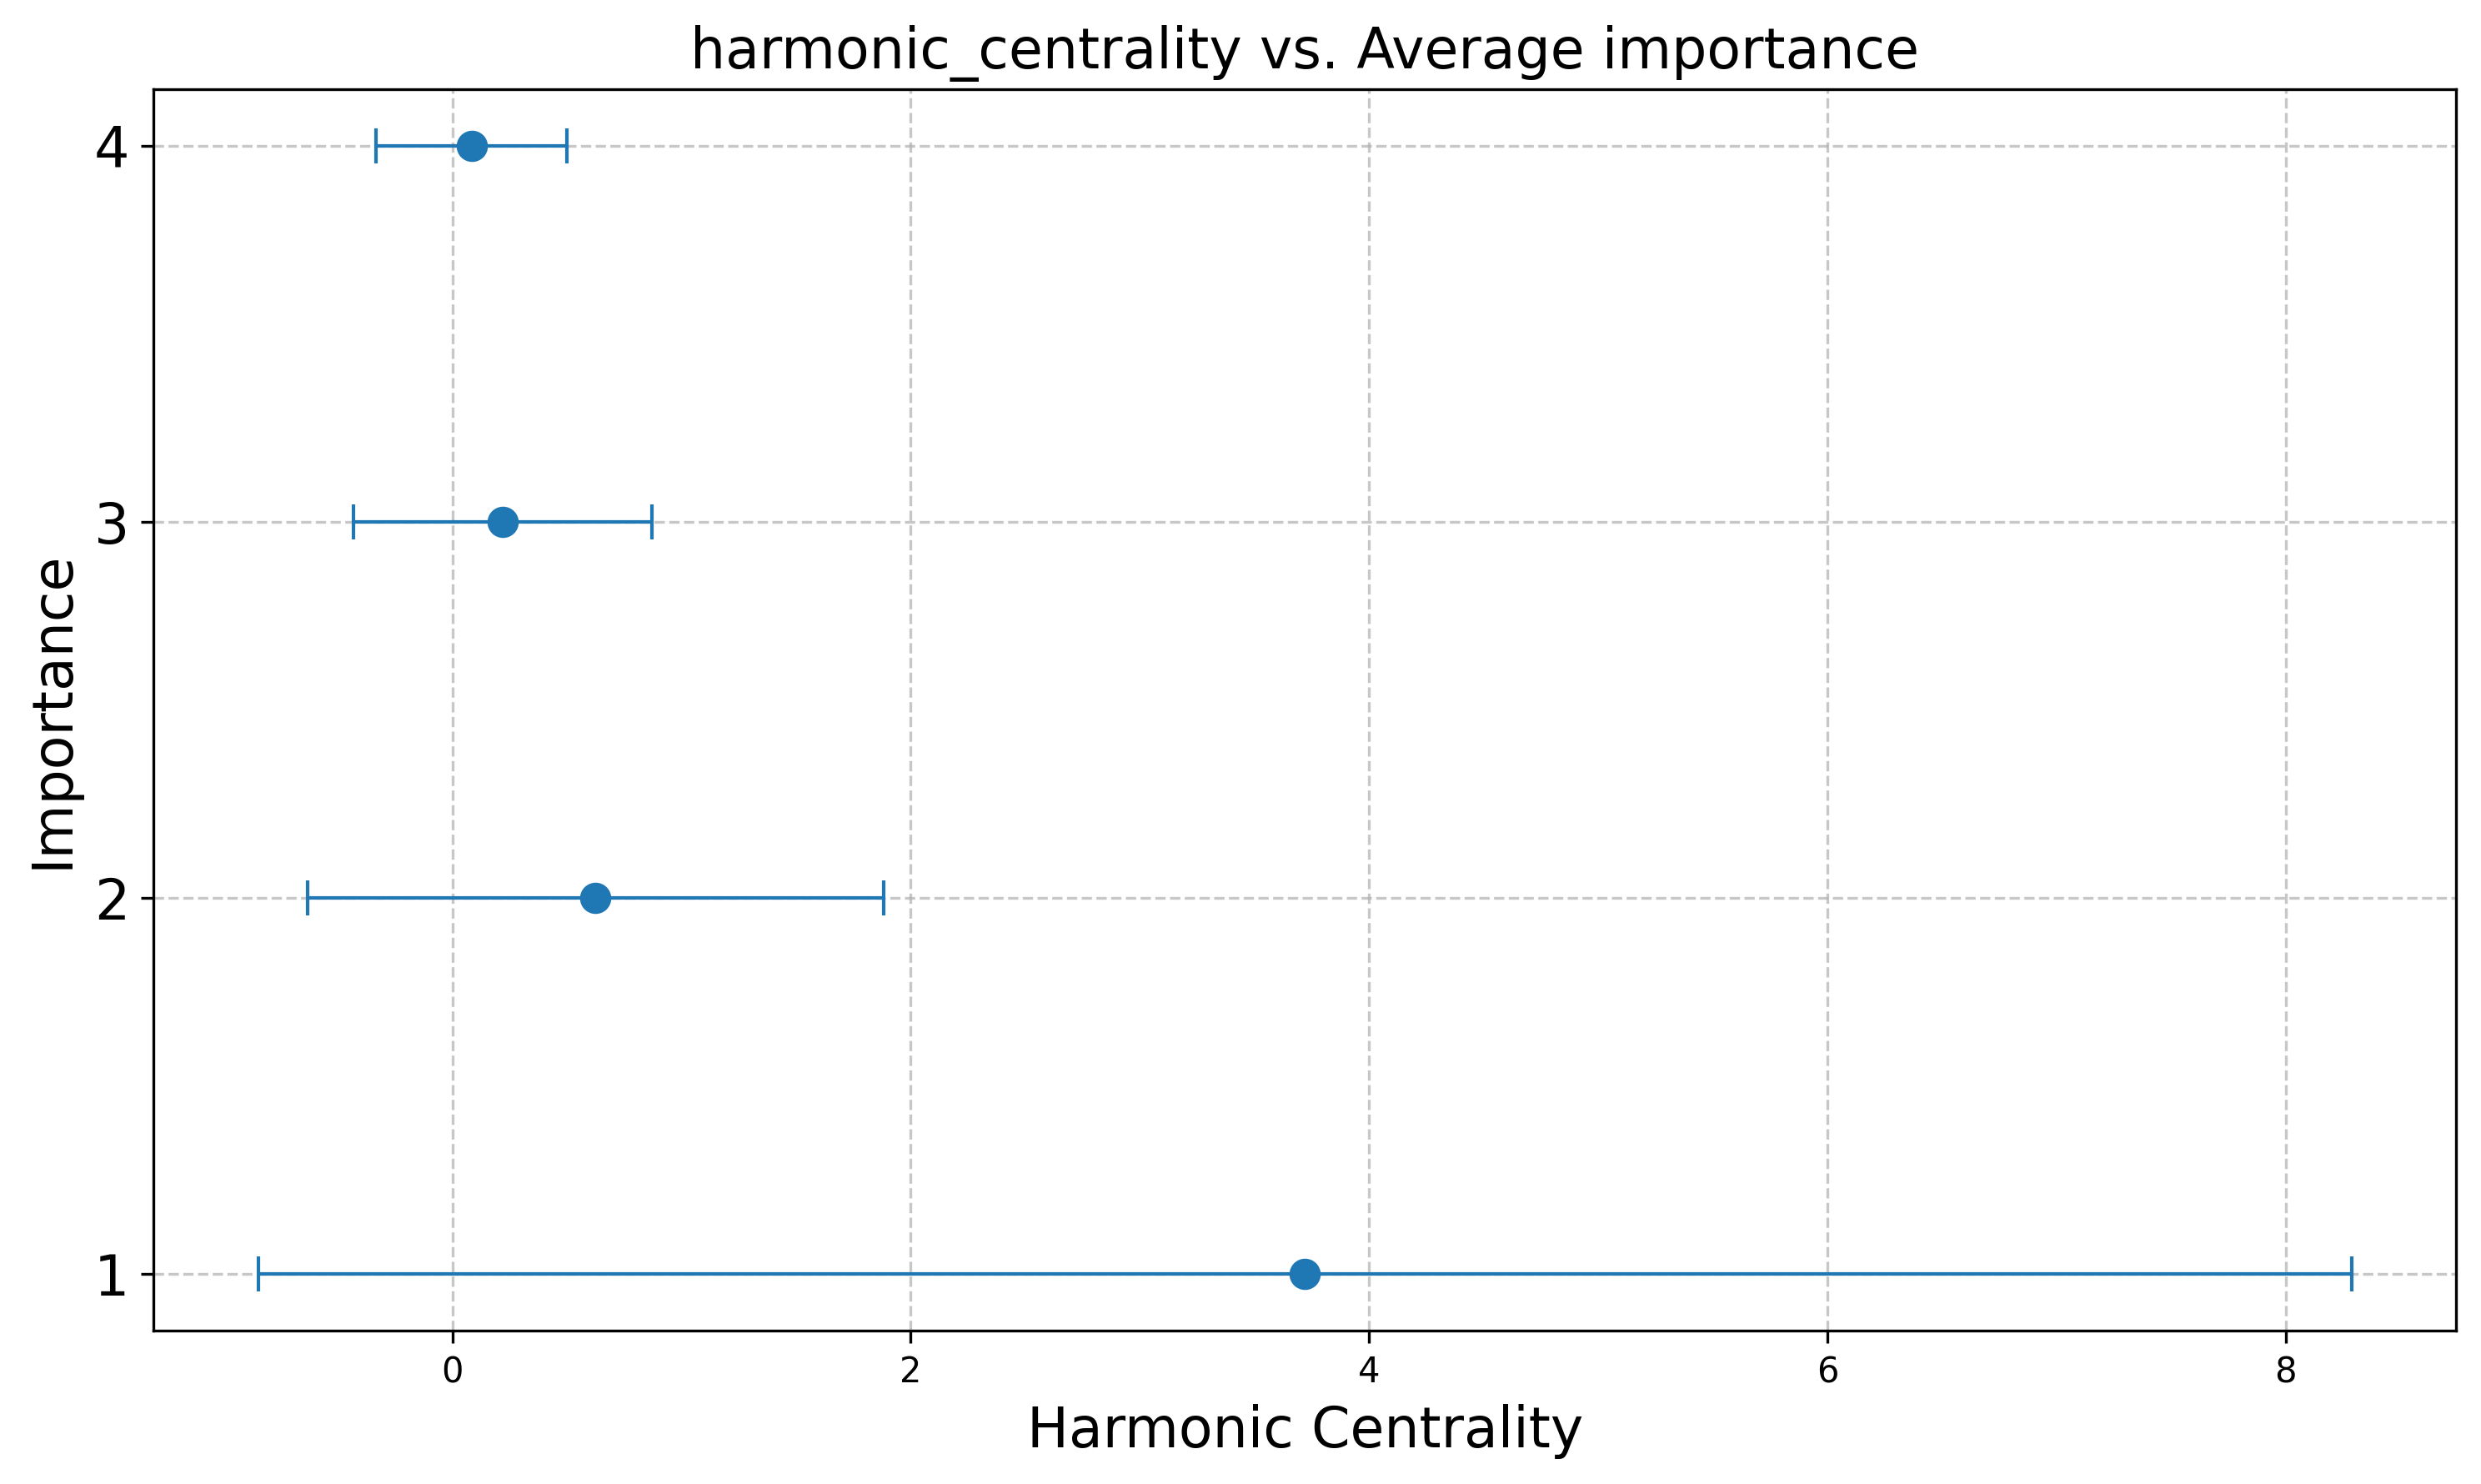 harmonic_centrality vs. Average importance
4
3
2
1
Importance
0 2 4 6 8
Harmonic Centrality